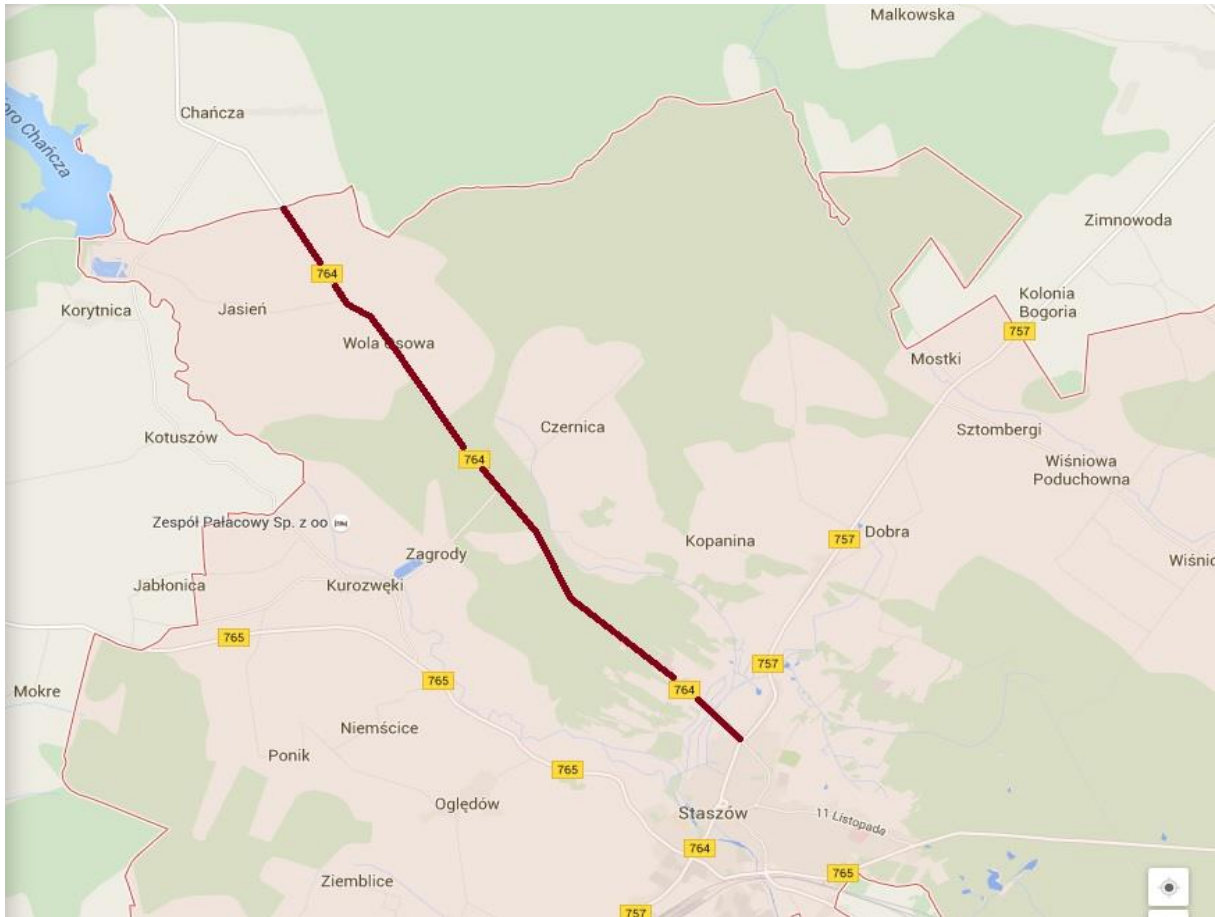 Malkowska
Chańcza
oro Chańcza
Zimnowoda
764
Kolonia
Bogoria
Korytnica
Jasień
757
Wola Osowa
Mostki
Czernica
Sztombergi
Kotuszów
764
Wiśniowa
Poduchowna
Zespół Pałacowy Sp. z oo
Kopanina
757
Dobra
Zagrody
Wiśnio
Jabłonica
Kurozwęki
765
757
765
764
Mokre
Niemścice
Ponik
765
Oględów
Staszów
11 Listopada
764
765
Ziemblice
757